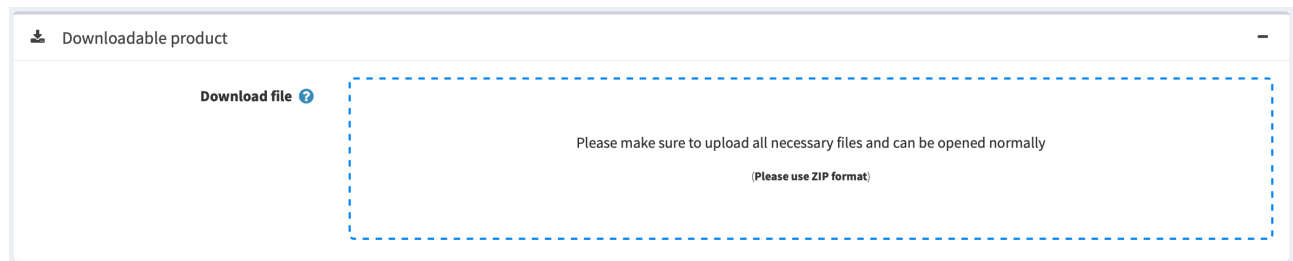 Downloadable product
Download file
Please make sure to upload all necessary files and can be opened normally
(Please use ZIP format)